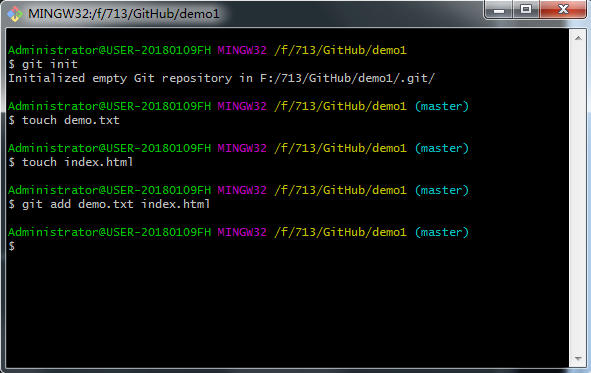 MINGW32:/f/713/GitHub/demo1
Administrator@USER-20180109FH MINGW32 /f/713/GitHub/demo1
$ git init
Initialized empty Git repository in F:/713/GitHub/demo1/.git/
Administrator@USER-20180109FH MINGW32 /f/713/GitHub/demo1 (master)
$ touch demo.txt
Administrator@USER-20180109FH MINGW32 /f/713/GitHub/demo1 (master)
$ touch index.html
Administrator@USER-20180109FH MINGW32 /f/713/GitHub/demo1 (master)
$ git add demo.txt index.html
Administrator@USER-20180109FH MINGW32 /f/713/GitHub/demo1 (master)
$